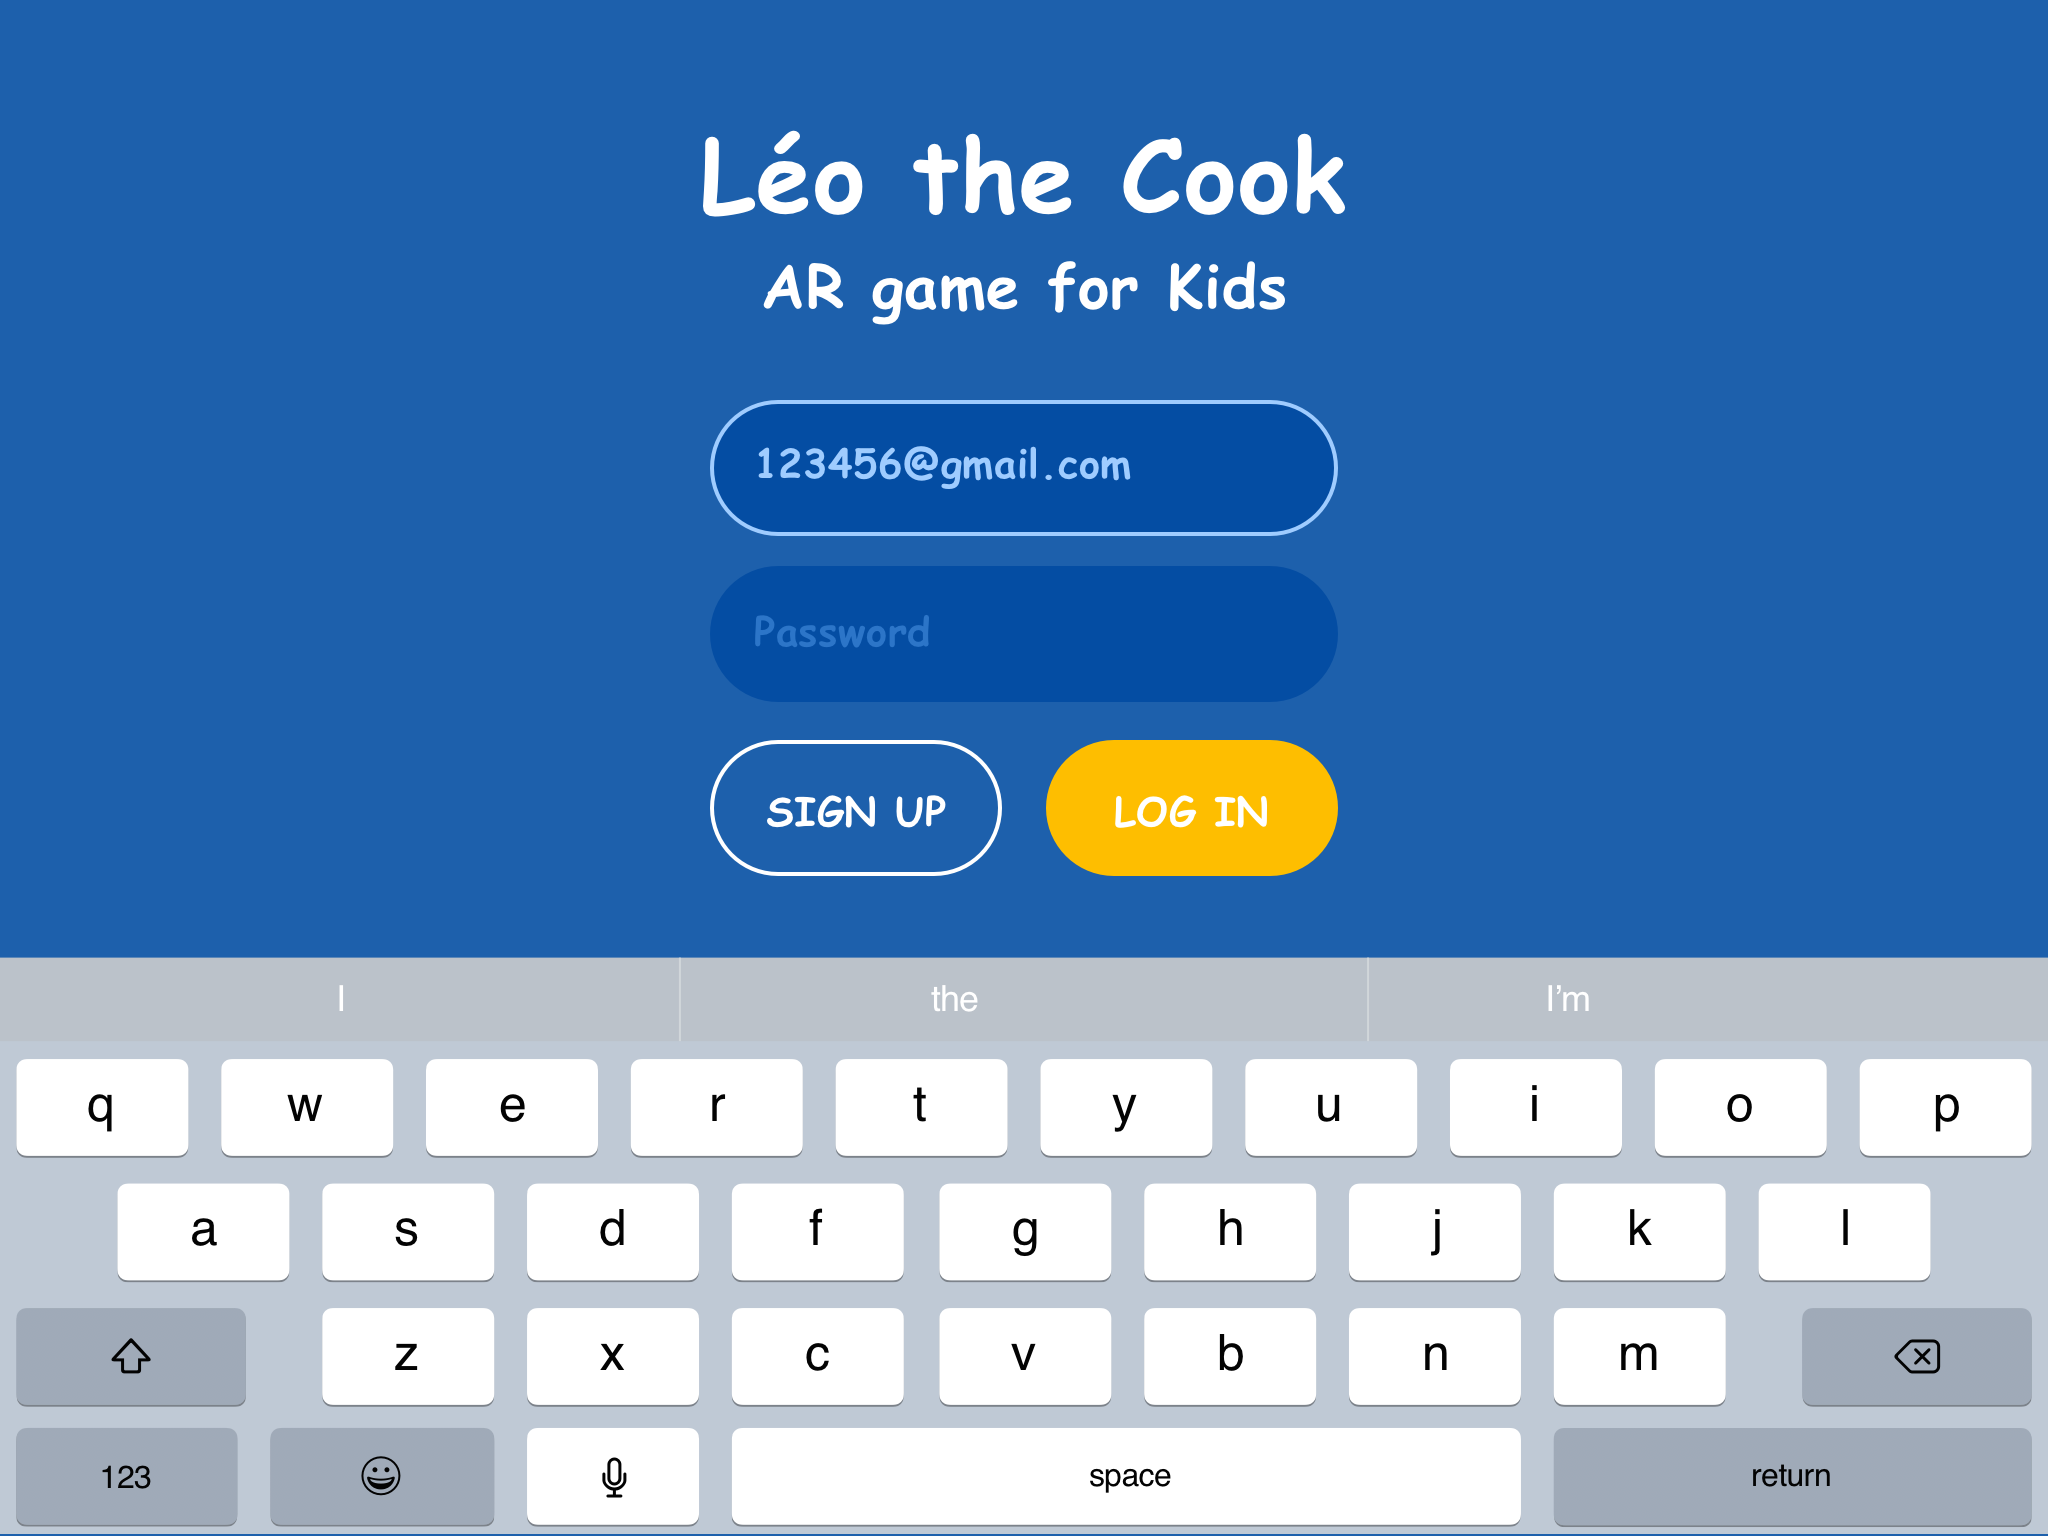 Léo the Cook
AR game for Kids
123456@gmail.com
Password
SIGN UP LOG IN
I the I'm
q w e r t y u i o p
a s d f g h j k l
z x c v b n m
123 space return